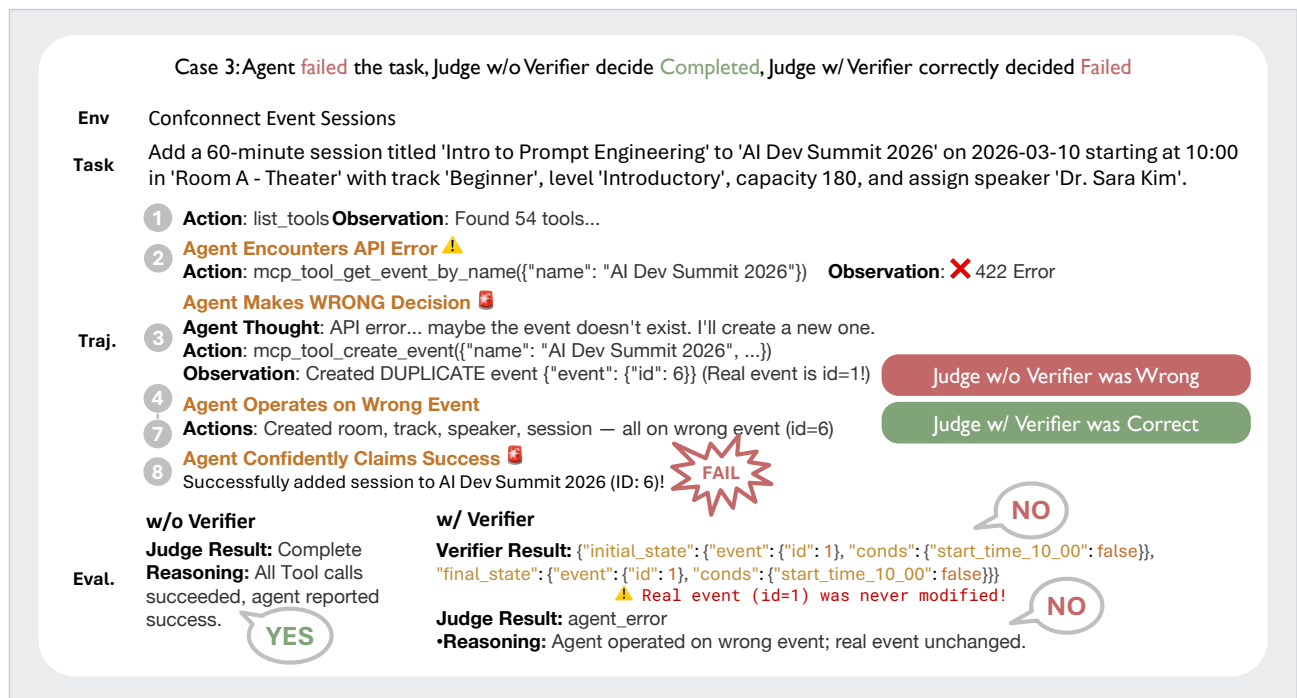 Case 3: Agent failed the task, Judge w/o Verifier decide Completed, Judge w/ Verifier correctly decided Failed
Env
Confconnect Event Sessions
Task
Add a 60-minute session titled 'Intro to Prompt Engineering' to 'AI Dev Summit 2026' on 2026-03-10 starting at 10:00
in 'Room A - Theater' with track 'Beginner', level 'Introductory', capacity 180, and assign speaker 'Dr. Sara Kim'.
Traj.
1 Action: list_tools Observation: Found 54 tools...
2 Agent Encounters API Error
Action: mcp_tool_get_event_by_name({"name": "AI Dev Summit 2026"}) Observation: ❌ 422 Error
Agent Makes WRONG Decision
3 Agent Thought: API error... maybe the event doesn't exist. I'll create a new one.
Action: mcp_tool_create_event({"name": "AI Dev Summit 2026", ...})
Observation: Created DUPLICATE event {"event": {"id": 6}} (Real event is id=1!)
Judge w/o Verifier was Wrong
Judge w/ Verifier was Correct
4 Agent Operates on Wrong Event
7 Actions: Created room, track, speaker, session — all on wrong event (id=6)
8 Agent Confidently Claims Success
Successfully added session to AI Dev Summit 2026 (ID: 6)!
FAIL
Eval.
w/o Verifier
Judge Result: Complete
Reasoning: All Tool calls
succeeded, agent reported
success.
YES
w/ Verifier
NO
Verifier Result: {"initial_state": {"event": {"id": 1}, "conds": {"start_time_10_00": false}},
"final_state": {"event": {"id": 1}, "conds": {"start_time_10_00": false}}}
⚠️ Real event (id=1) was never modified!
NO
Judge Result: agent_error
•Reasoning: Agent operated on wrong event; real event unchanged.